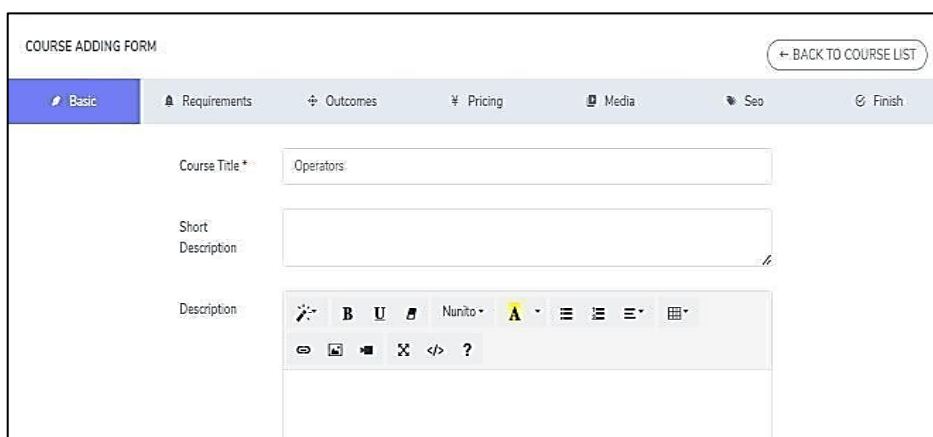 COURSE ADDING FORM
← BACK TO COURSE LIST
Basic Requirements Outcomes ¥ Pricing Media Seo Finish
Course Title *
Operators
Short
Description
Description
B U Nunito A
</> ?